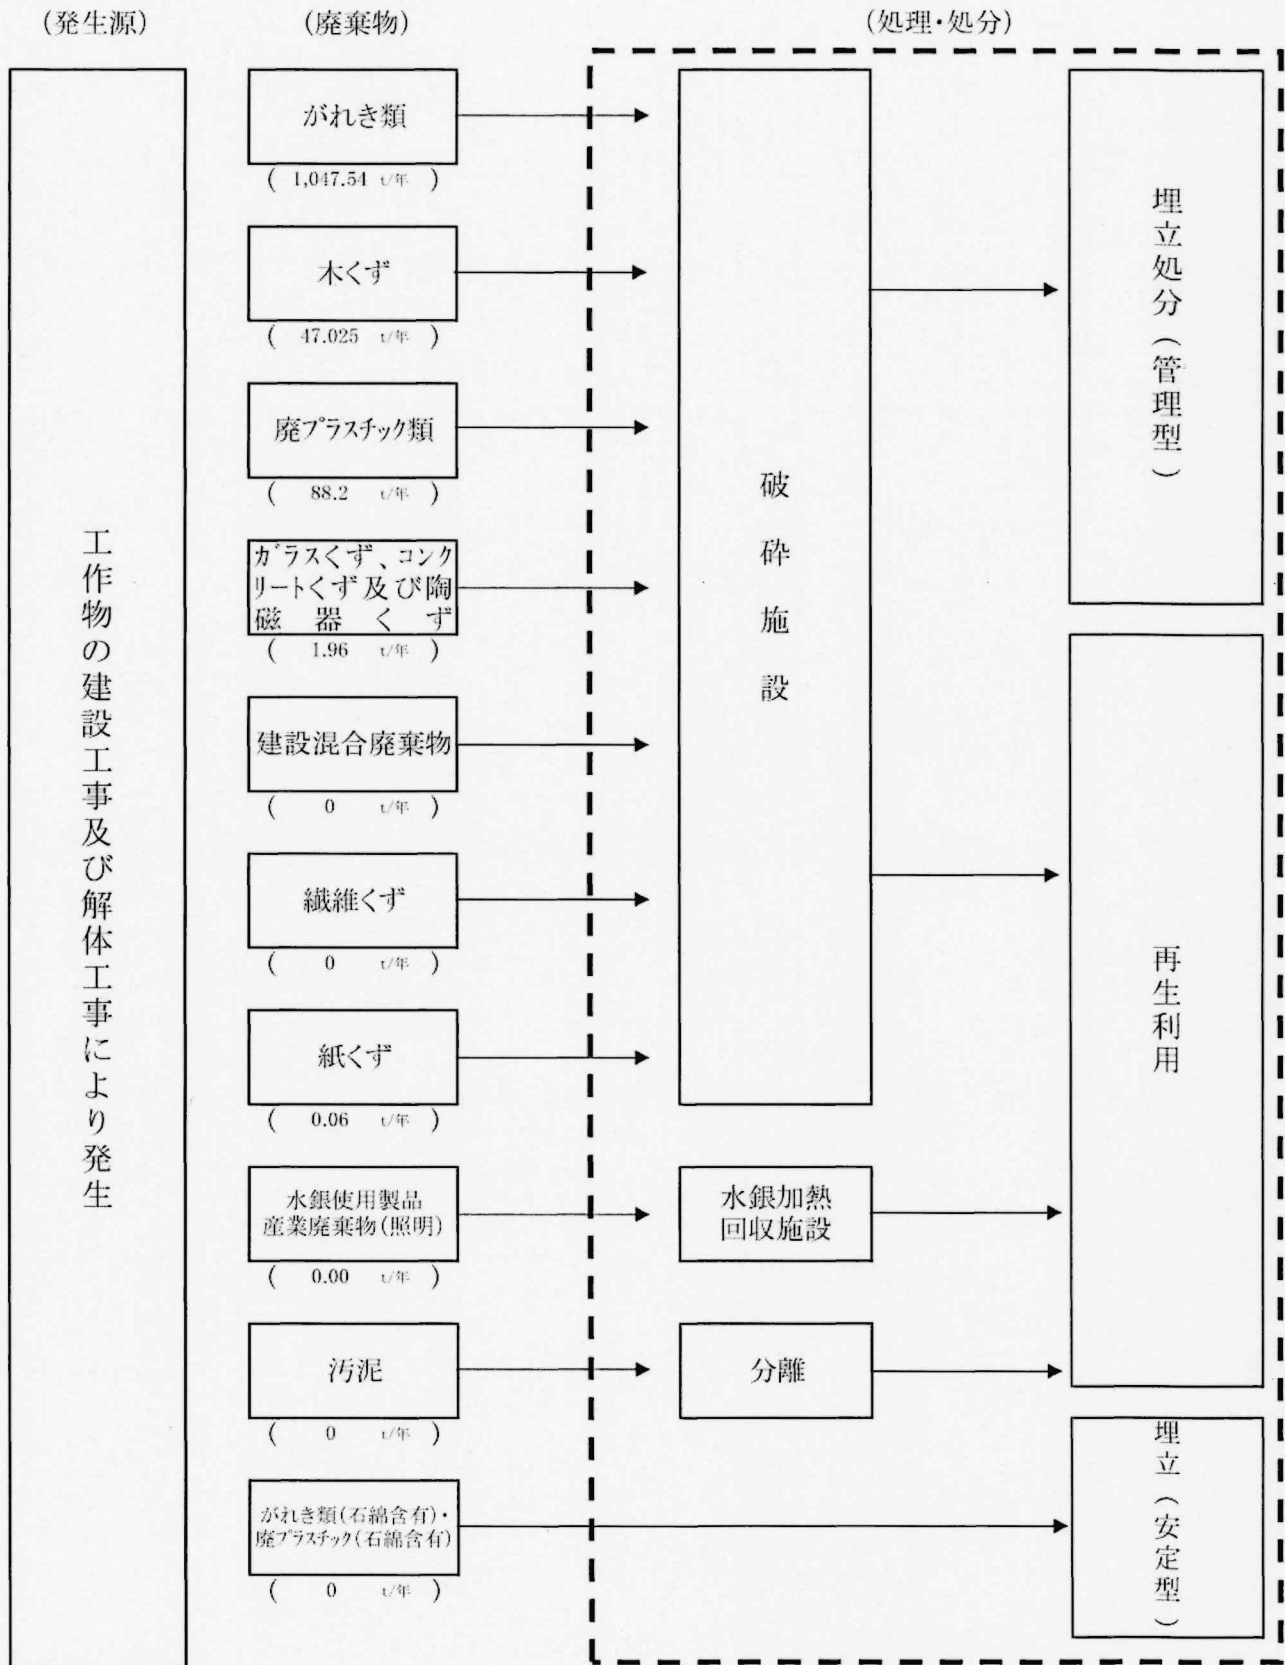 (発生源)
(廃棄物)
(処理・処分)
工作物の建設工事及び解体工事により発生
がれき類
( 1,047.54 t/年 )
木くず
( 47.025 t/年 )
廃プラスチック類
( 88.2 t/年 )
ガラスくず、コンク
リートくず及び陶
磁器くず
( 1.96 t/年 )
建設混合廃棄物
( 0 t/年 )
繊維くず
( 0 t/年 )
紙くず
( 0.06 t/年 )
水銀使用製品
産業廃棄物(照明)
( 0.00 t/年 )
汚泥
( 0 t/年 )
がれき類(石綿含有)・
廃プラスチック(石綿含有)
( 0 t/年 )
破砕施設
水銀加熱
回収施設
分離
埋立処分(管理型)
再生利用
埋立(安定型)